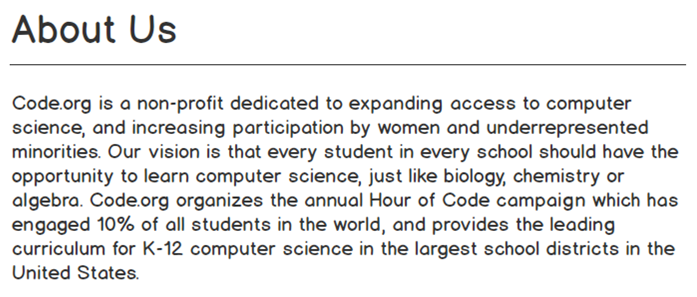 About Us
Code.org is a non-profit dedicated to expanding access to computer
science, and increasing participation by women and underrepresented
minorities. Our vision is that every student in every school should have the
opportunity to learn computer science, just like biology, chemistry or
algebra. Code.org organizes the annual Hour of Code campaign which has
engaged 10% of all students in the world, and provides the leading
curriculum for K-12 computer science in the largest school districts in the
United States.